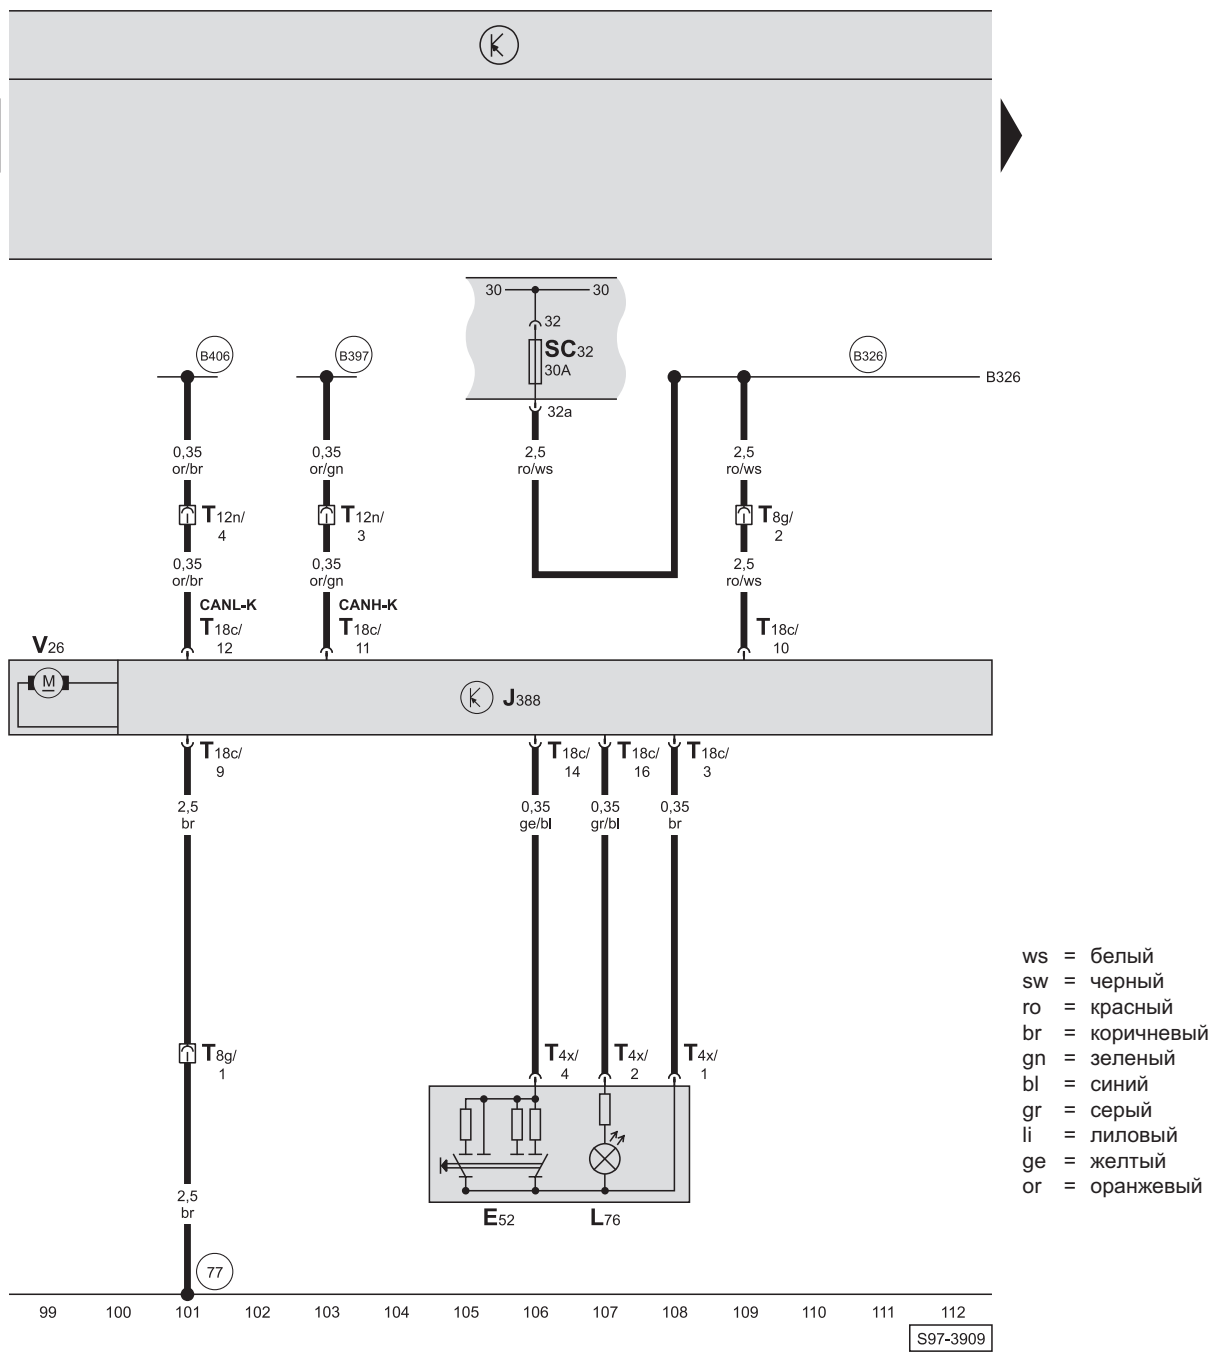 30 30
32
SC32
30A
32a
B406
B397
B326
B326
0,35
or/br
0,35
or/gn
2,5
ro/ws
2,5
ro/ws
T12n/
4
T12n/
3
T8g/
2
0,35
or/br
0,35
or/gn
2,5
ro/ws
CANL-K
T18c/
12
CANH-K
T18c/
11
T18c/
10
V26
M
J388
T18c/
9
T18c/
14
T18c/
16
T18c/
3
2,5
br
0,35
ge/bl
0,35
gr/bl
0,35
br
T8g/
1
T4x/
4
T4x/
2
T4x/
1
E52
L76
2,5
br
77
ws = белый
sw = черный
ro = красный
br = коричневый
gn = зеленый
bl = синий
gr = серый
li = лиловый
ge = желтый
or = оранжевый
99 100 101 102 103 104 105 106 107 108 109 110 111 112
S97-3909